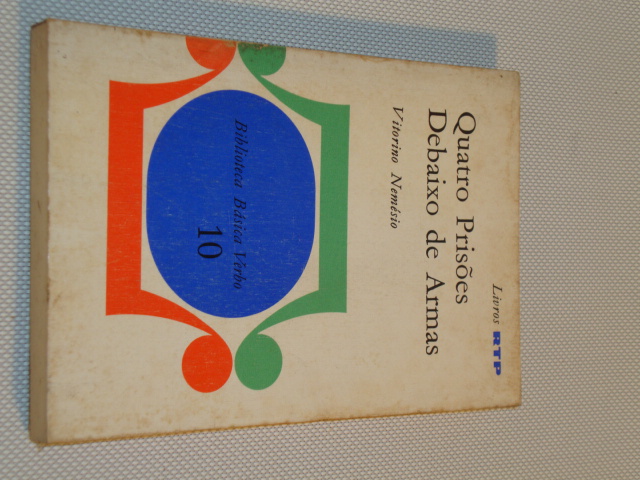 Livros RTP
Quatro Prisões
Debaixo de Armas
Vitorino Nemésio
Biblioteca Básica Verbo
10